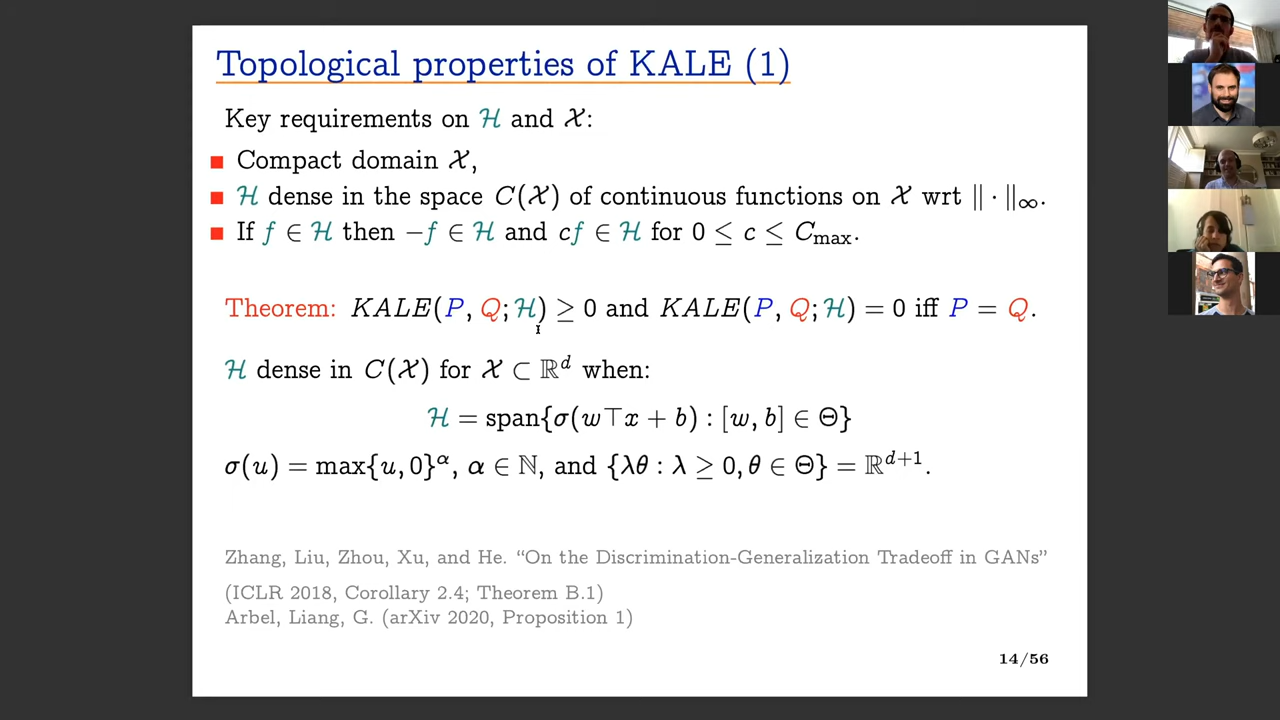 Topological properties of KALE (1)
Key requirements on ℋ and 𝒳:
■ Compact domain 𝒳,
■ ℋ dense in the space C(𝒳) of continuous functions on 𝒳 wrt ‖ · ‖∞.
■ If f ∈ ℋ then −f ∈ ℋ and cf ∈ ℋ for 0 ≤ c ≤ C_max.
Theorem: KALE(P, Q; ℋ) ≥ 0 and KALE(P, Q; ℋ) = 0 iff P = Q.
ℋ dense in C(𝒳) for 𝒳 ⊂ ℝ^d when:
ℋ = span{σ(w⊤x + b) : [w, b] ∈ Θ}
σ(u) = max{u, 0}^α, α ∈ ℕ, and {λθ : λ ≥ 0, θ ∈ Θ} = ℝ^{d+1}.
Zhang, Liu, Zhou, Xu, and He. “On the Discrimination-Generalization Tradeoff in GANs”
(ICLR 2018, Corollary 2.4; Theorem B.1)
Arbel, Liang, G. (arXiv 2020, Proposition 1)
14/56